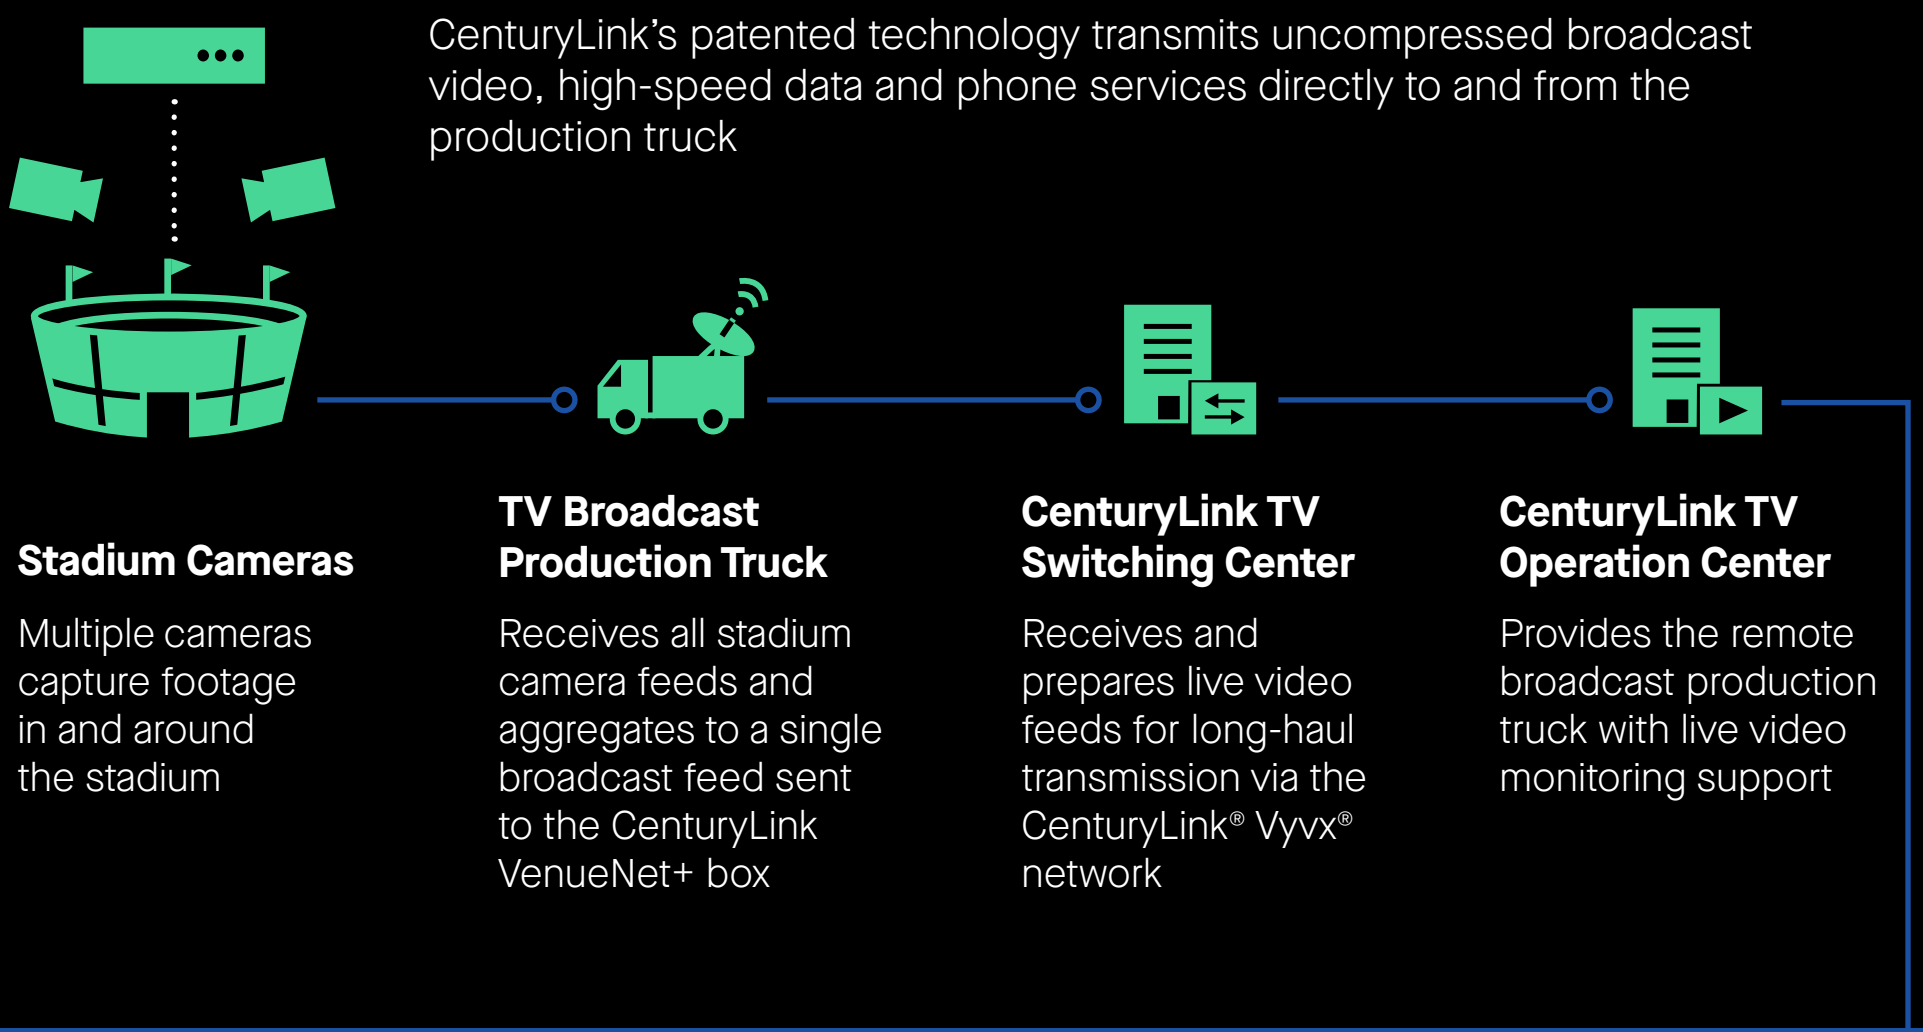 CenturyLink's patented technology transmits uncompressed broadcast
video, high-speed data and phone services directly to and from the
production truck
Stadium Cameras
Multiple cameras
capture footage
in and around
the stadium
TV Broadcast
Production Truck
Receives all stadium
camera feeds and
aggregates to a single
broadcast feed sent
to the CenturyLink
VenueNet+ box
CenturyLink TV
Switching Center
Receives and
prepares live video
feeds for long-haul
transmission via the
CenturyLink® Vyvx®
network
CenturyLink TV
Operation Center
Provides the remote
broadcast production
truck with live video
monitoring support